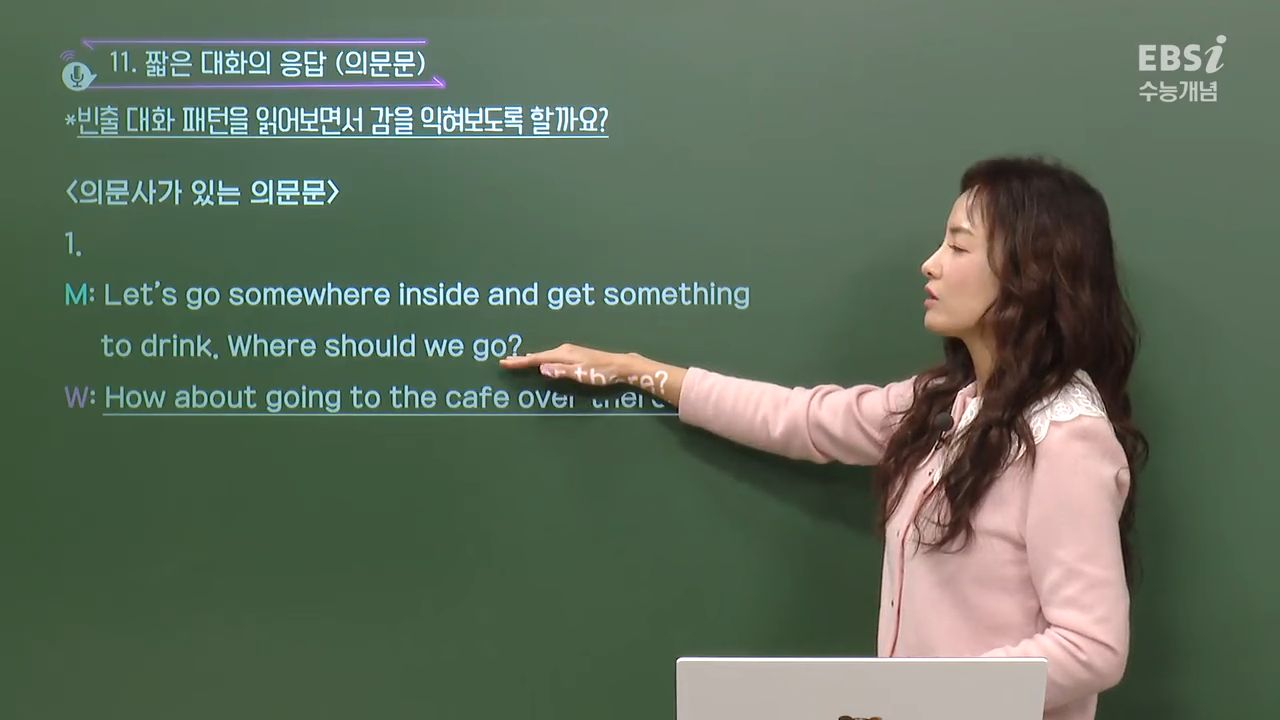 11. 짧은 대화의 응답 (의문문)
EBSi
수능개념
*빈출 대화 패턴을 읽어보면서 감을 익혀보도록 할까요?
<의문사가 있는 의문문>
1.
M: Let's go somewhere inside and get something
to drink. Where should we go?
W: How about going to the cafe over there?